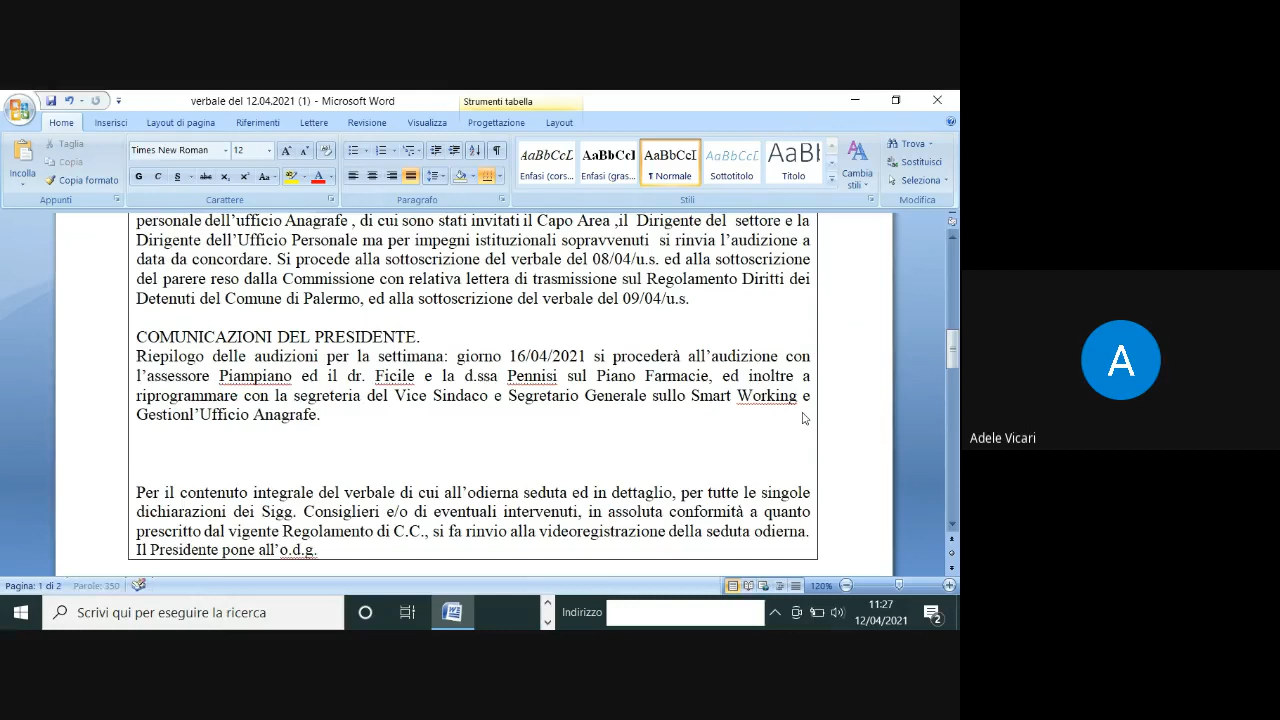 verbale del 12.04.2021 (1) - Microsoft Word
Strumenti tabella
Home Inserisci Layout di pagina Riferimenti Lettere Revisione Visualizza Progettazione Layout
Incolla
Taglia
Copia
Copia formato
Appunti
Times New Roman 12
G C S abc x₂ x² Aa
Carattere
Paragrafo
AaBbCcL AaBbCcI AaBbCcI AaBbCcL AaBl
Enfasi (cors... Enfasi (gras... ¶ Normale Sottotitolo Titolo
Cambia stili
Stili
Trova
Sostituisci
Seleziona
Modifica
personale dell’ufficio Anagrafe , di cui sono stati invitati il Capo Area ,il Dirigente del settore e la
Dirigente dell’Ufficio Personale ma per impegni istituzionali sopravvenuti si rinvia l’audizione a
data da concordare. Si procede alla sottoscrizione del verbale del 08/04/u.s. ed alla sottoscrizione
del parere reso dalla Commissione con relativa lettera di trasmissione sul Regolamento Diritti dei
Detenuti del Comune di Palermo, ed alla sottoscrizione del verbale del 09/04/u.s.
COMUNICAZIONI DEL PRESIDENTE.
Riepilogo delle audizioni per la settimana: giorno 16/04/2021 si procederà all’audizione con
l’assessore Piampiano ed il dr. Ficile e la d.ssa Pennisi sul Piano Farmacie, ed inoltre a
riprogrammare con la segreteria del Vice Sindaco e Segretario Generale sullo Smart Working e
Gestionl’Ufficio Anagrafe.
Per il contenuto integrale del verbale di cui all’odierna seduta ed in dettaglio, per tutte le singole
dichiarazioni dei Sigg. Consiglieri e/o di eventuali intervenuti, in assoluta conformità a quanto
prescritto dal vigente Regolamento di C.C., si fa rinvio alla videoregistrazione della seduta odierna.
Il Presidente pone all’o.d.g.
Pagina: 1 di 2 Parole: 350
120%
Scrivi qui per eseguire la ricerca
Indirizzo
11:27
12/04/2021
2
A
Adele Vicari